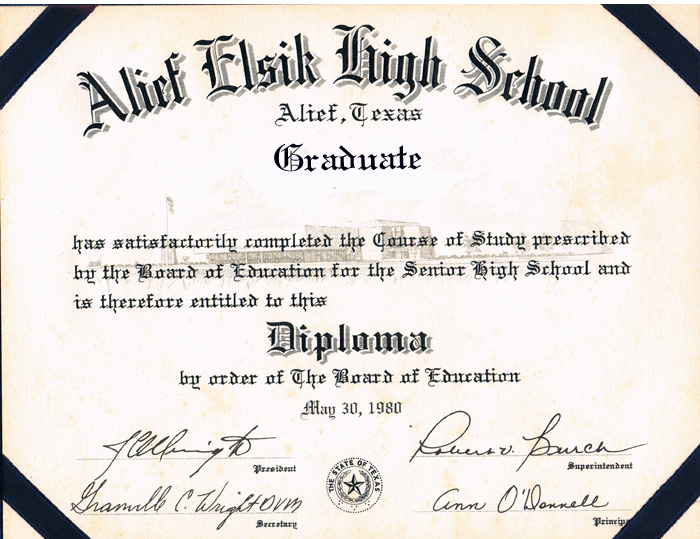 Alief Elsik High School
Alief, Texas
Graduate
has satisfactorily completed the Course of Study prescribed
by the Board of Education for the Senior High School and
is therefore entitled to this
Diploma
by order of The Board of Education
May 30, 1980
President
Robert V. Burch
Superintendent
THE STATE OF TEXAS
Granville C. Wright DVM
Secretary
Ann O'Donnell
Principa